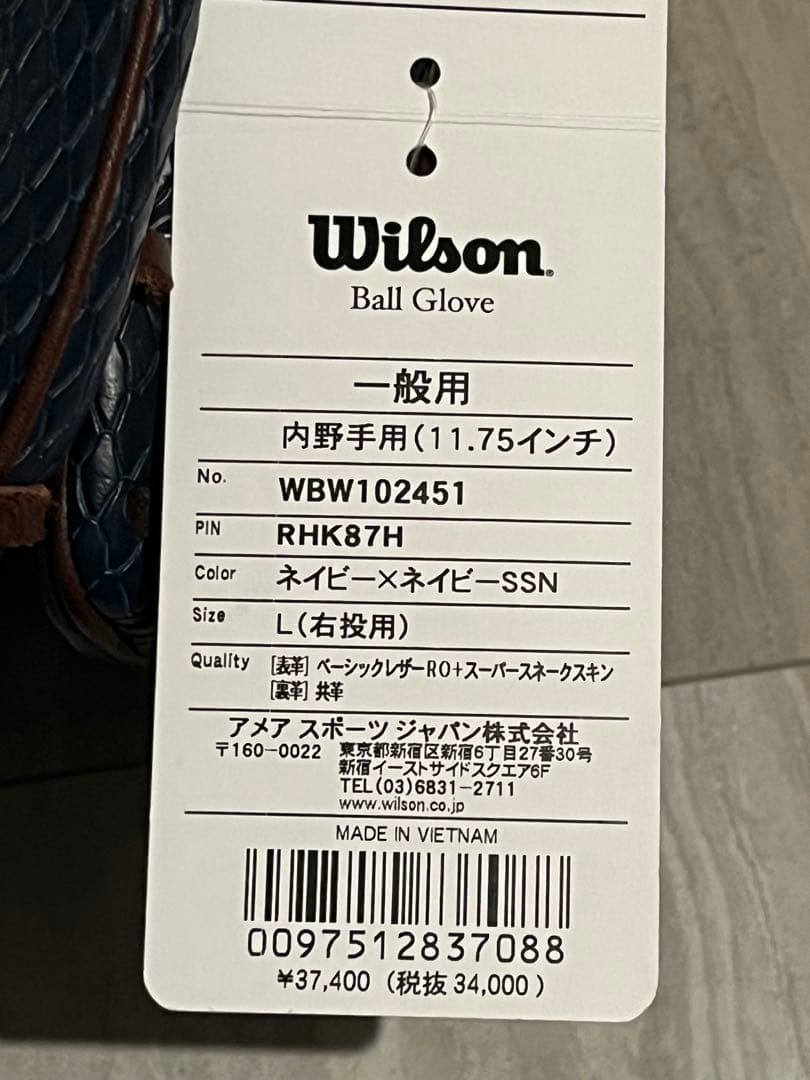 Wilson®
Ball Glove
一般用
内野手用(11.75インチ)
No. WBW102451
PIN RHK87H
Color ネイビー×ネイビーSSN
Size L(右投用)
Quality [表革] ベーシックレザーRO+スーパースネークスキン
[裏革] 共革
アメア スポーツ ジャパン株式会社
〒160-0022 東京都新宿区新宿6丁目27番30号
新宿イーストサイドスクエア6F
TEL(03)6831-2711
www.wilson.co.jp
MADE IN VIETNAM
0097512837088
¥37,400 (税抜 34,000)